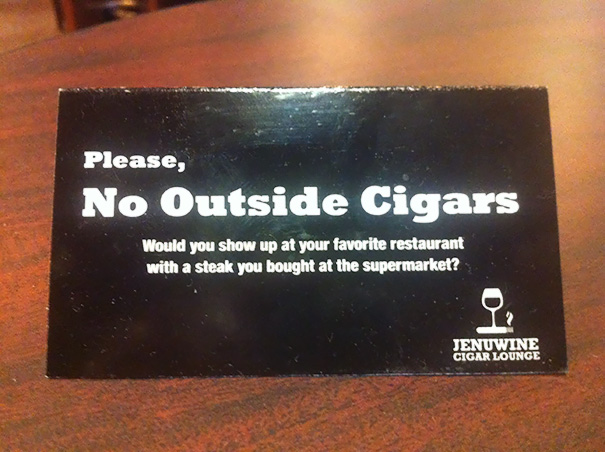 Please,
No Outside Cigars
Would you show up at your favorite restaurant
with a steak you bought at the supermarket?
JENUWINE
CIGAR LOUNGE